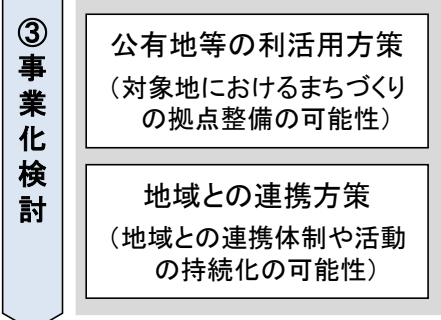 ③事業化検討
公有地等の利活用方策
（対象地におけるまちづくり
の拠点整備の可能性）
地域との連携方策
（地域との連携体制や活動
の持続化の可能性）